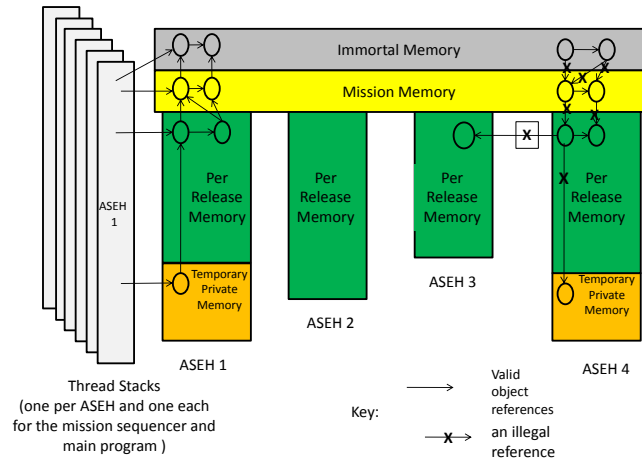 Immortal Memory
X
X
X
Mission Memory
X
X
Per
Release
Memory
Per
Release
Memory
Per
Release
Memory
X
Per
Release
Memory
X
ASEH
1
Temporary
Private
Memory
Temporary
Private
Memory
ASEH 1
ASEH 2
ASEH 3
ASEH 4
Thread Stacks
(one per ASEH and one each
for the mission sequencer and
main program )
Key:
Valid
object
references
X
an illegal
reference